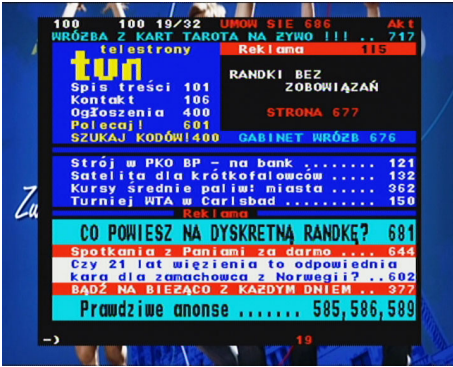 100 100 19/32 UMOW SIE 686 Akt
WRÓŻBA Z KART TAROTA NA ŻYWO !!! .. 717
telestrony
tvn
Spis treści 101
Kontakt 106
Ogłoszenia 400
Polecaj! 601
SZUKAJ KODÓW!400
Reklama 115
RANDKI BEZ
ZOBOWIĄZAŃ
STRONA 677
GABINET WRÓŻB 676
Strój w PKO BP - na bank ........ 121
Satelita dla krótkofalowców ..... 132
Kursy średnie paliw: miasta ..... 362
Turniej WTA w Carlsbad .......... 150
Reklama
CO POWIESZ NA DYSKRETNĄ RANDKĘ? 681
Spotkania z Paniami za darmo .... 644
Czy 21 lat więzienia to odpowiednia
kara dla zamachowca z Norwegii? ..602
BĄDŹ NA BIEŻĄCO Z KAŻDYM DNIEM .. 377
Prawdziwe anonse ....... 585,586,589
-) 19